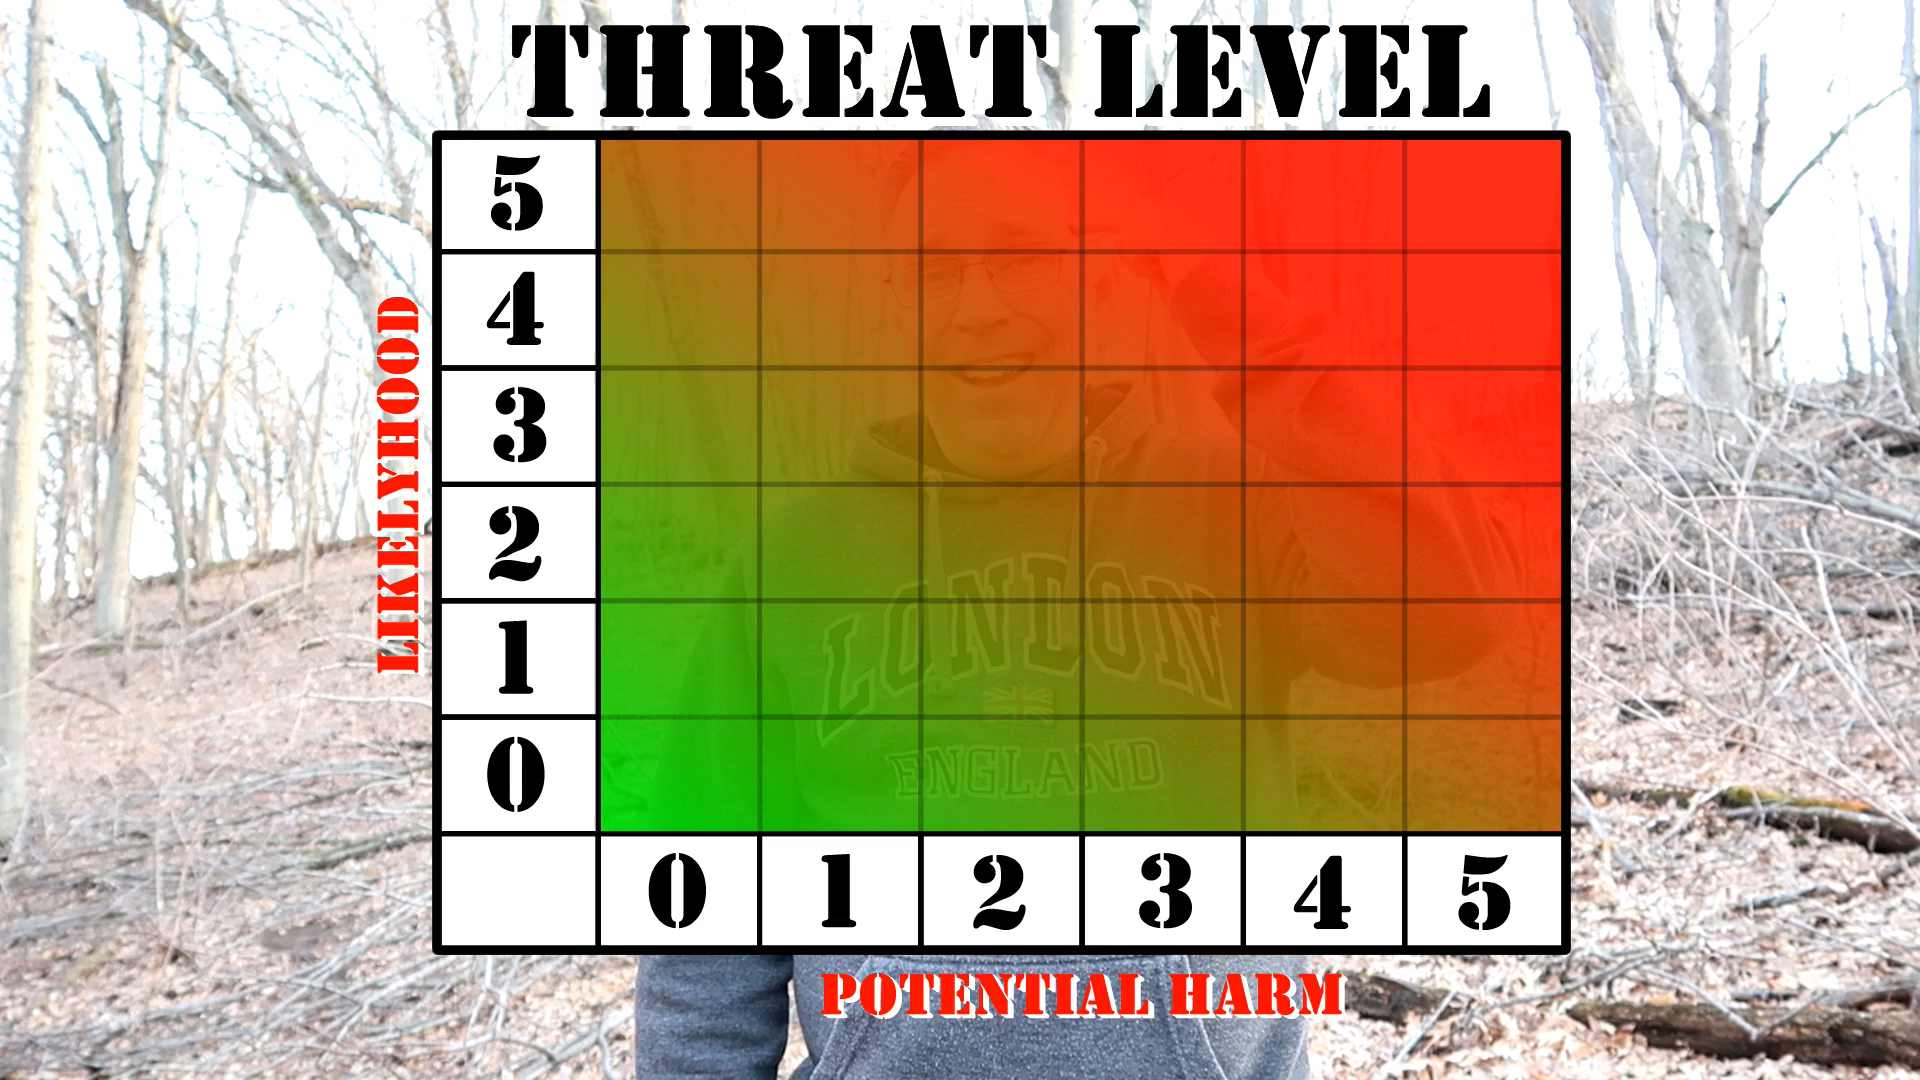 THREAT LEVEL
5
4
3
2
1
0
0 1 2 3 4 5
LIKELYHOOD
POTENTIAL HARM
LONDON
ENGLAND